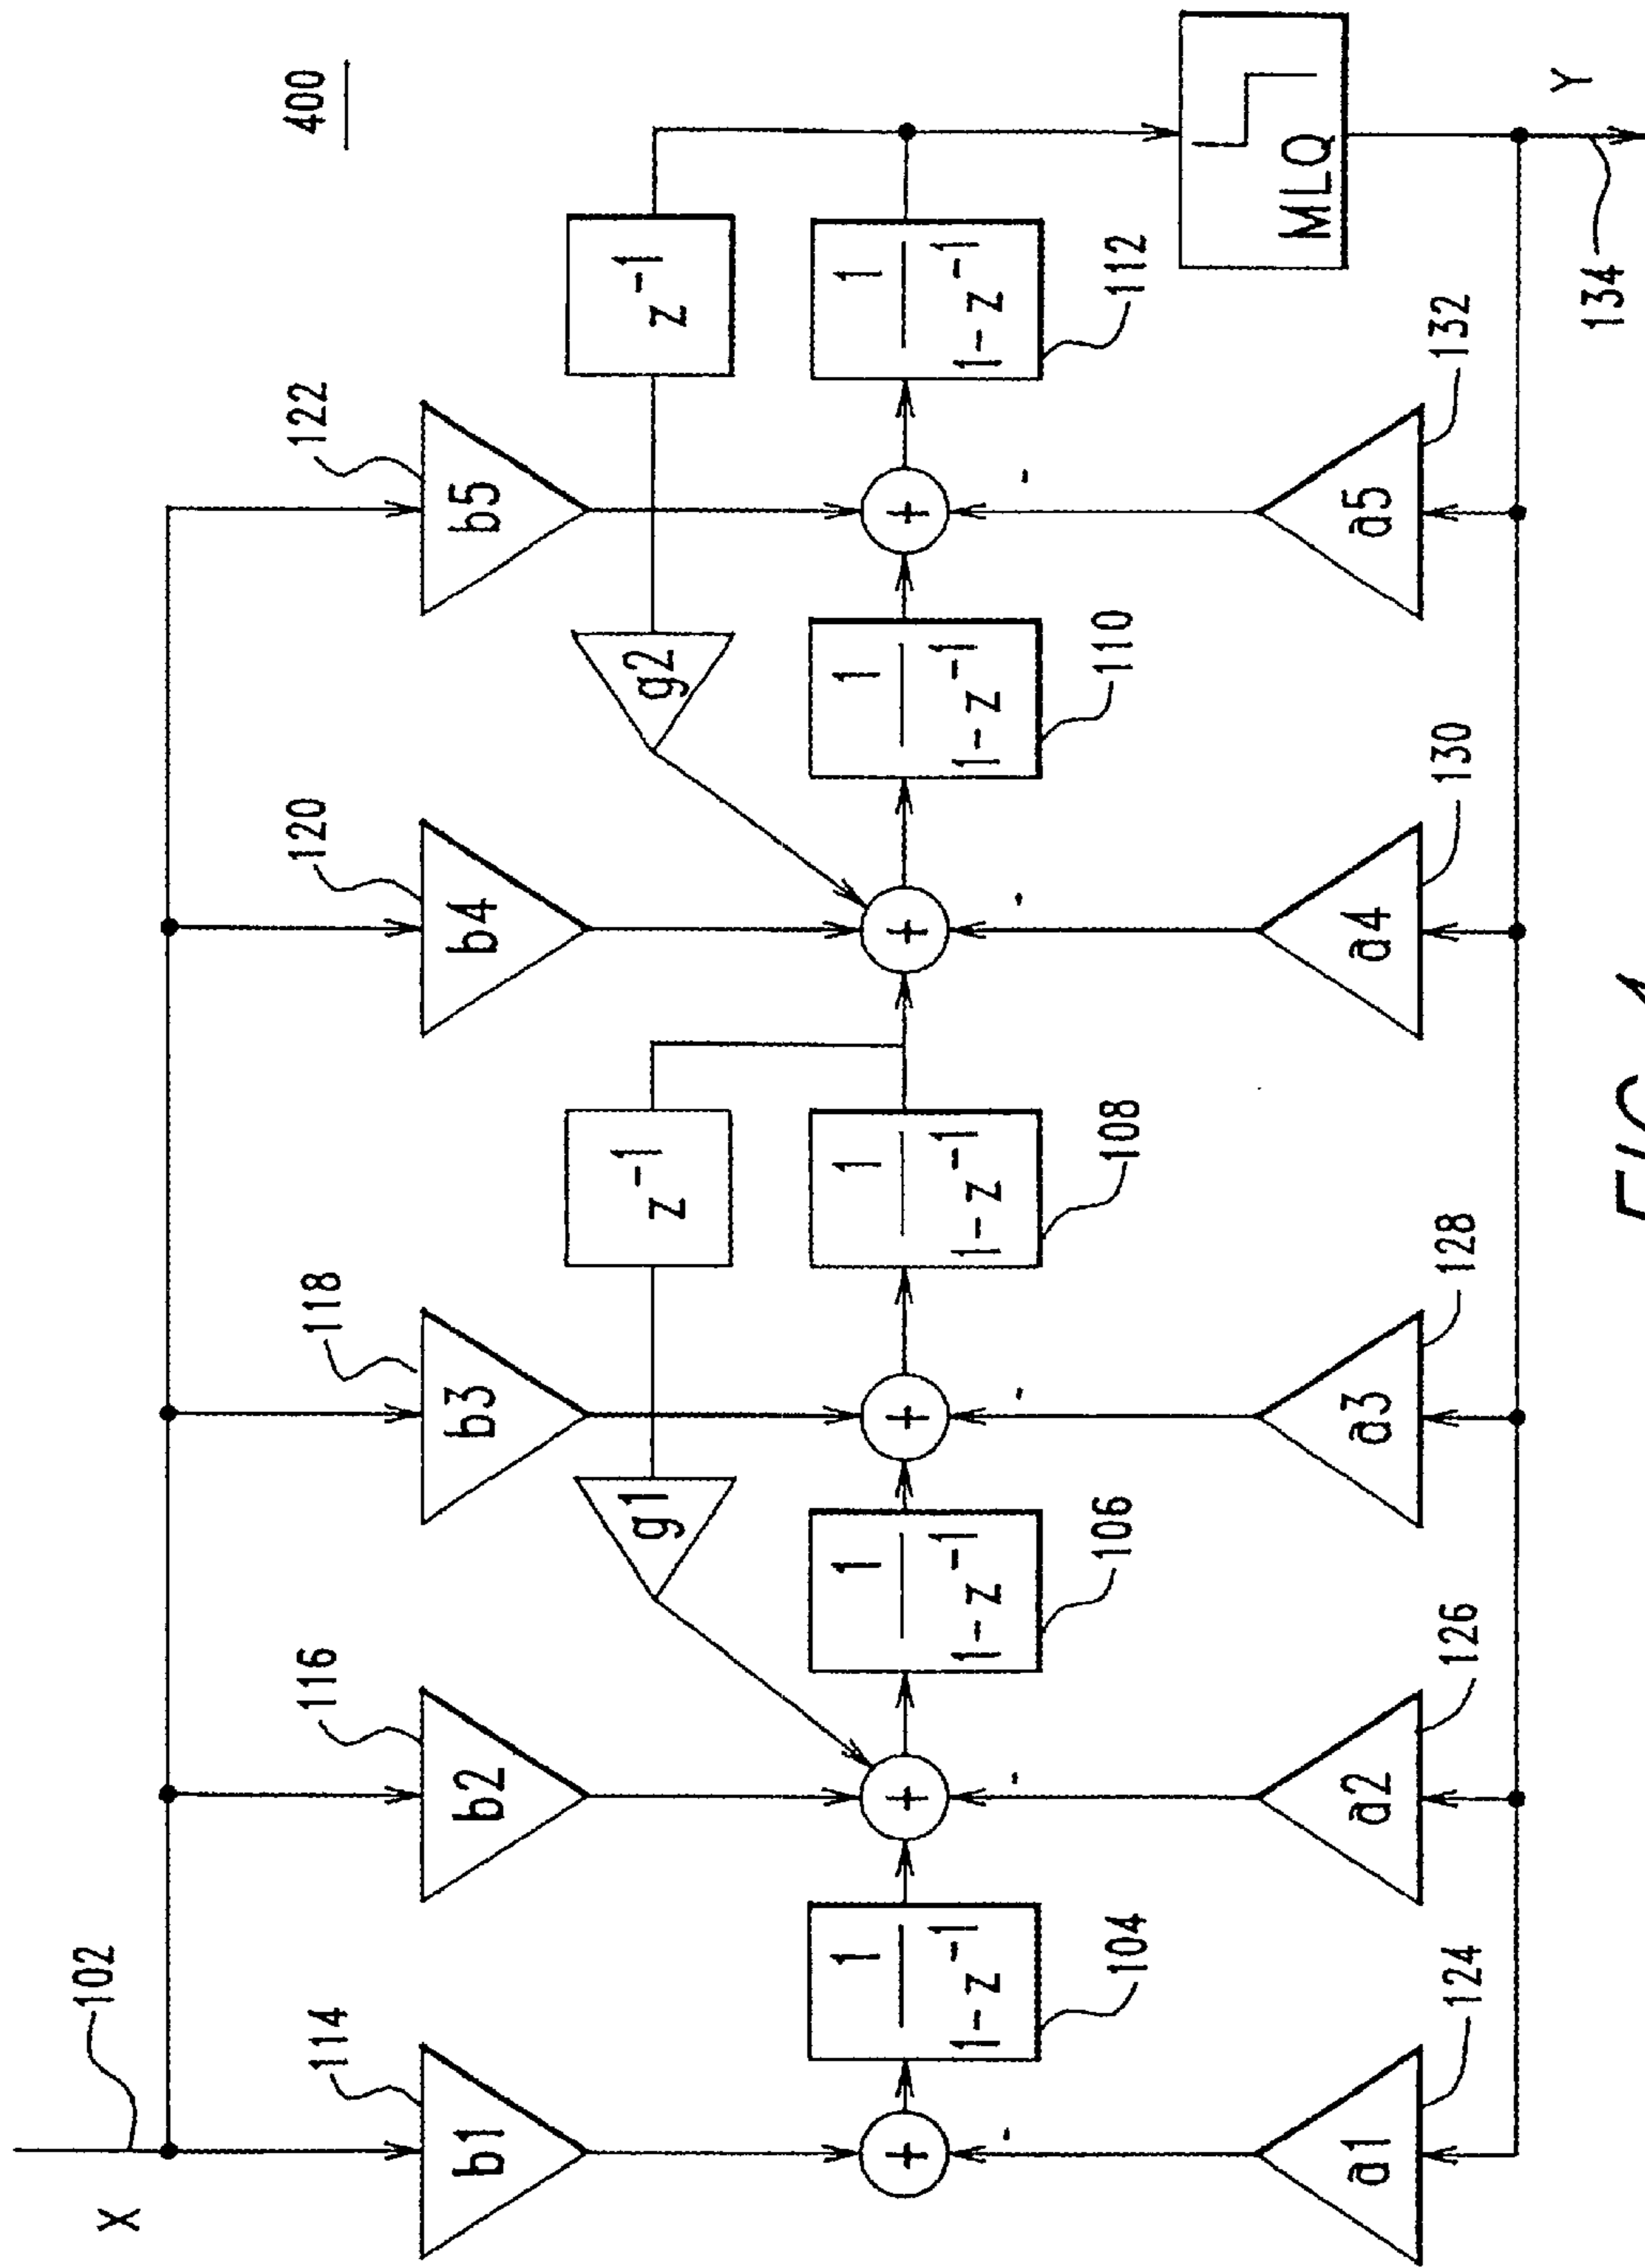 400
X
102
114
116
118
120
122
b1
b2
b3
b4
b5
z⁻¹
z⁻¹
g1
g2
+
+
+
+
+
1
1- z⁻¹
1
1- z⁻¹
1
1- z⁻¹
1
1- z⁻¹
1
1- z⁻¹
104
106
108
110
112
-
-
-
-
-
MLQ
a1
a2
a3
a4
a5
124
126
128
130
132
Y
134